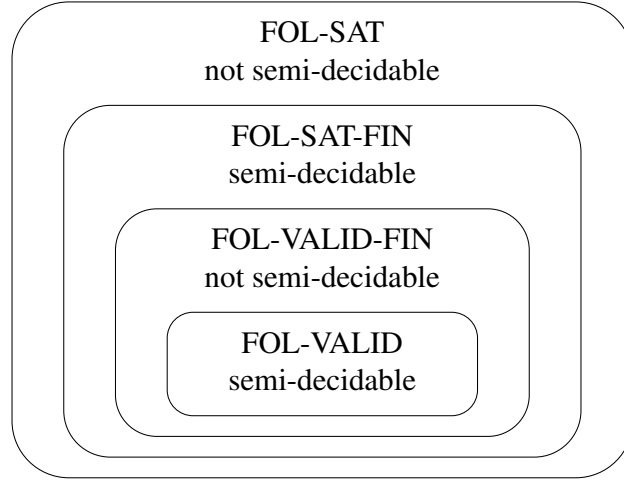 FOL-SAT
not semi-decidable
FOL-SAT-FIN
semi-decidable
FOL-VALID-FIN
not semi-decidable
FOL-VALID
semi-decidable